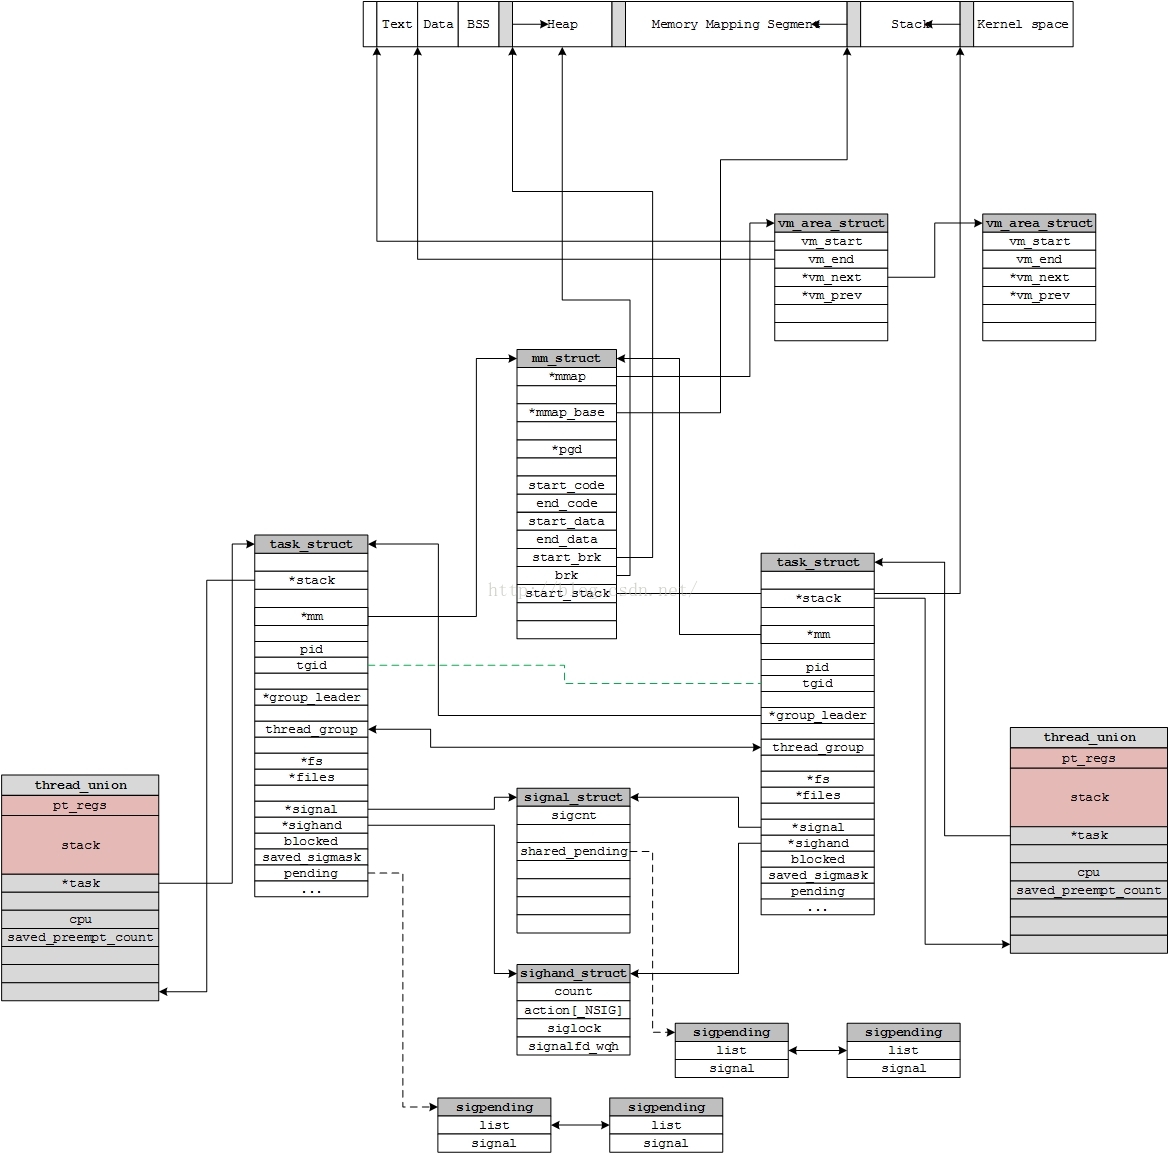 Text Data BSS Heap Memory Mapping Segment Stack Kernel space
vm_area_struct
vm_start
vm_end
*vm_next
*vm_prev
vm_area_struct
vm_start
vm_end
*vm_next
*vm_prev
mm_struct
*mmap
*mmap_base
*pgd
start_code
end_code
start_data
end_data
start_brk
brk
start_stack
http://blog.csdn.net/
task_struct
*stack
*mm
pid
tgid
*group_leader
thread_group
*fs
*files
*signal
*sighand
blocked
saved_sigmask
pending
...
task_struct
*stack
*mm
pid
tgid
*group_leader
thread_group
*fs
*files
*signal
*sighand
blocked
saved_sigmask
pending
...
thread_union
pt_regs
stack
*task
cpu
saved_preempt_count
thread_union
pt_regs
stack
*task
cpu
saved_preempt_count
signal_struct
sigcnt
shared_pending
sighand_struct
count
action[_NSIG]
siglock
signalfd_wqh
sigpending
list
signal
sigpending
list
signal
sigpending
list
signal
sigpending
list
signal